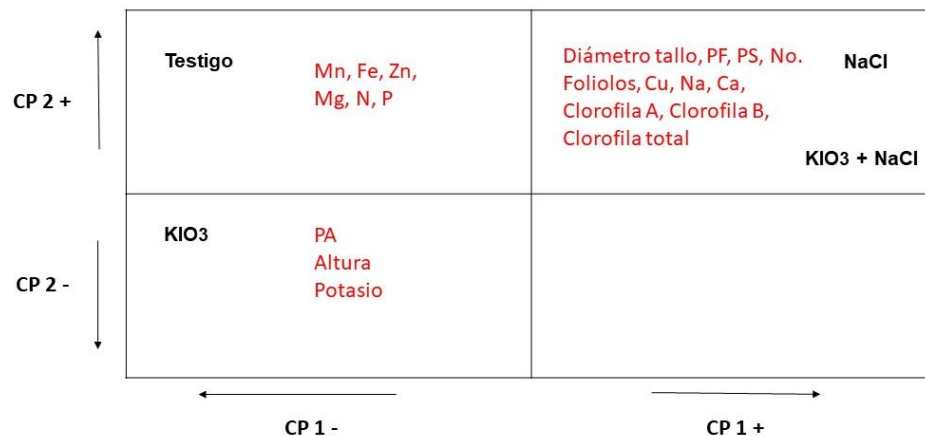 CP 2 +
CP 2 -
Testigo
Mn, Fe, Zn,
Mg, N, P
Diámetro tallo, PF, PS, No.
Foliolos, Cu, Na, Ca,
Clorofila A, Clorofila B,
Clorofila total
NaCl
KIO3 + NaCl
KIO3
PA
Altura
Potasio
CP 1 -
CP 1 +